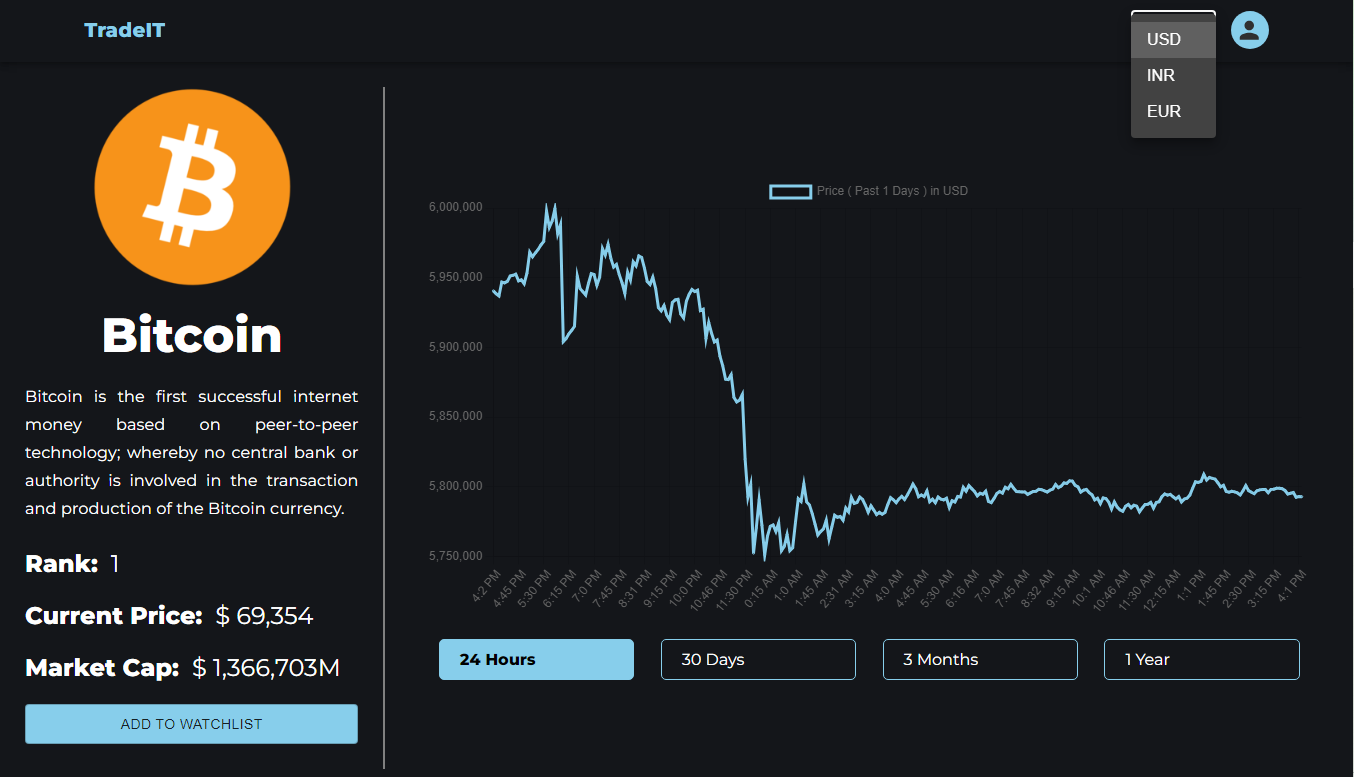 TradeIT
USD
INR
EUR
Bitcoin
Bitcoin is the first successful internet
money based on peer-to-peer
technology; whereby no central bank or
authority is involved in the transaction
and production of the Bitcoin currency.
Rank: 1
Current Price: $ 69,354
Market Cap: $ 1,366,703M
ADD TO WATCHLIST
Price ( Past 1 Days ) in USD
6,000,000
5,950,000
5,900,000
5,850,000
5,800,000
5,750,000
4:2 PM
4:45 PM
5:30 PM
6:15 PM
7:0 PM
7:45 PM
8:31 PM
9:15 PM
10:0 PM
10:46 PM
11:30 PM
0:15 AM
1:0 AM
1:45 AM
2:31 AM
3:15 AM
4:0 AM
4:45 AM
5:30 AM
6:16 AM
7:0 AM
7:45 AM
8:32 AM
9:15 AM
10:1 AM
10:46 AM
11:30 AM
12:15 AM
1:1 PM
1:45 PM
2:30 PM
3:15 PM
4:1 PM
24 Hours
30 Days
3 Months
1 Year